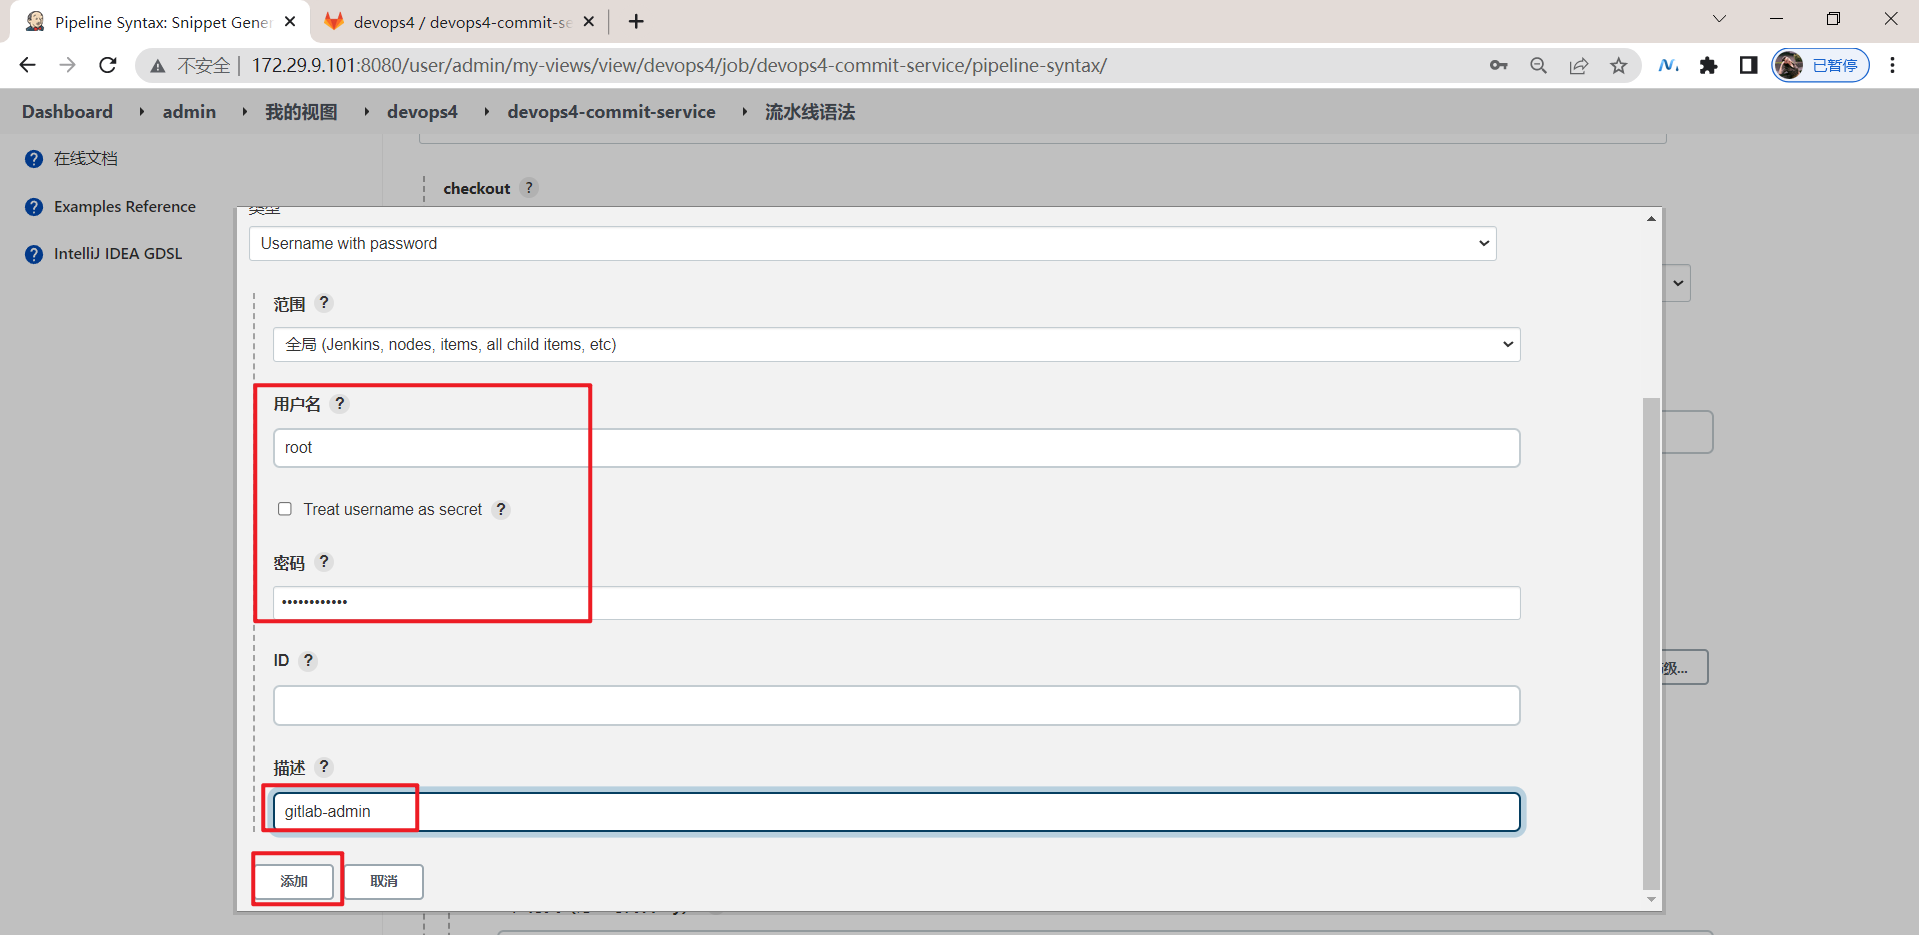 Pipeline Syntax: Snippet Gener
devops4 / devops4-commit-se
不安全
172.29.9.101:8080/user/admin/my-views/view/devops4/job/devops4-commit-service/pipeline-syntax/
已暂停
Dashboard
admin
我的视图
devops4
devops4-commit-service
流水线语法
在线文档
Examples Reference
IntelliJ IDEA GDSL
checkout ?
类型
Username with password
范围 ?
全局 (Jenkins, nodes, items, all child items, etc)
用户名 ?
root
Treat username as secret ?
密码 ?
••••••••••••
ID ?
描述 ?
gitlab-admin
添加
取消
级...